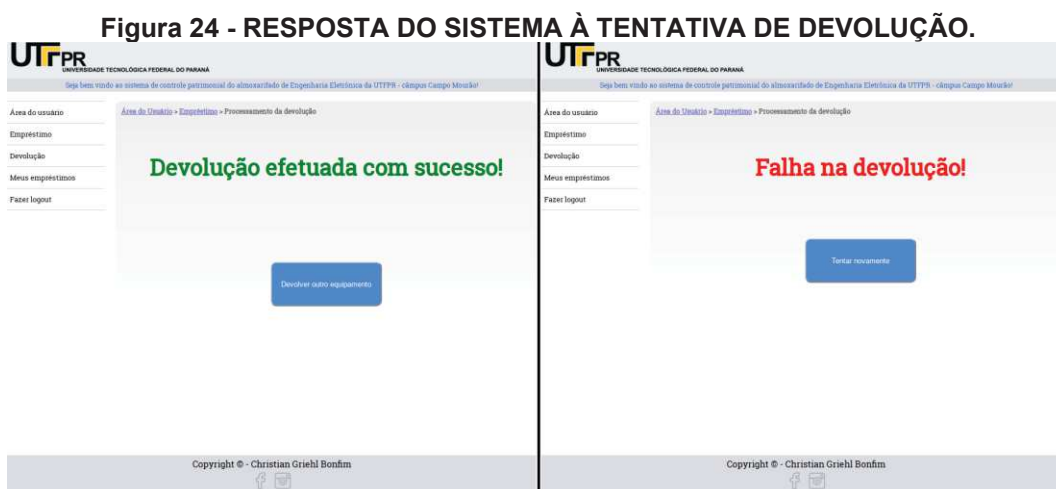 Figura 24 - RESPOSTA DO SISTEMA À TENTATIVA DE DEVOLUÇÃO.
UTFPR
UNIVERSIDADE TECNOLÓGICA FEDERAL DO PARANÁ
Seja bem vindo ao sistema de controle patrimonial do almoxarifado de Engenharia Eletrônica da UTFPR - câmpus Campo Mourão!
Área do usuário
Empréstimo
Devolução
Meus empréstimos
Fazer logout
Área do Usuário » Empréstimo » Processamento da devolução
Devolução efetuada com sucesso!
Devolver outro equipamento
Copyright © - Christian Griehl Bonfim
UTFPR
UNIVERSIDADE TECNOLÓGICA FEDERAL DO PARANÁ
Seja bem vindo ao sistema de controle patrimonial do almoxarifado de Engenharia Eletrônica da UTFPR - câmpus Campo Mourão!
Área do usuário
Empréstimo
Devolução
Meus empréstimos
Fazer logout
Área do Usuário » Empréstimo » Processamento da devolução
Falha na devolução!
Tentar novamente
Copyright © - Christian Griehl Bonfim